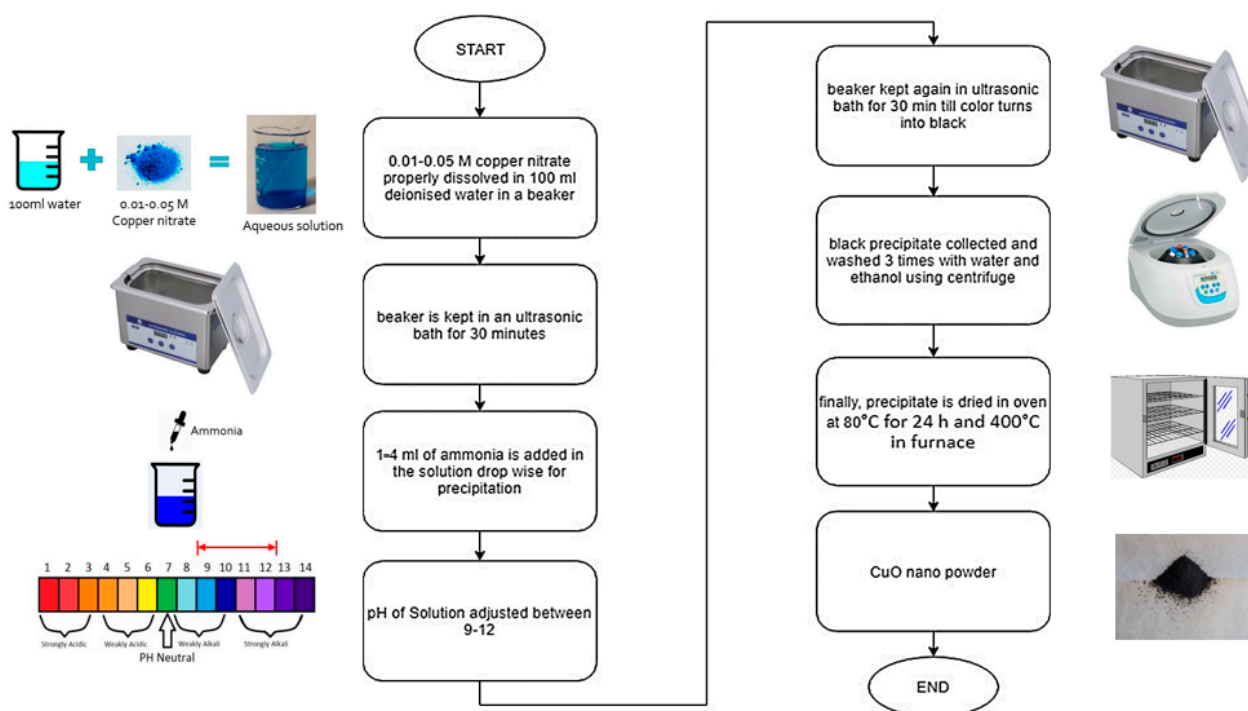 START
100ml water
0.01-0.05 M
Copper nitrate
Aqueous solution
0.01-0.05 M copper nitrate
properly dissolved in 100 ml
deionised water in a beaker
beaker is kept in an ultrasonic
bath for 30 minutes
Ammonia
1-4 ml of ammonia is added in
the solution drop wise for
precipitation
1 2 3 4 5 6 7 8 9 10 11 12 13 14
Strongly Acidic Weakly Acidic Weakly Alkali Strongly Alkali
PH Neutral
pH of Solution adjusted between
9-12
beaker kept again in ultrasonic
bath for 30 min till color turns
into black
black precipitate collected and
washed 3 times with water and
ethanol using centrifuge
finally, precipitate is dried in oven
at 80°C for 24 h and 400°C
in furnace
CuO nano powder
END